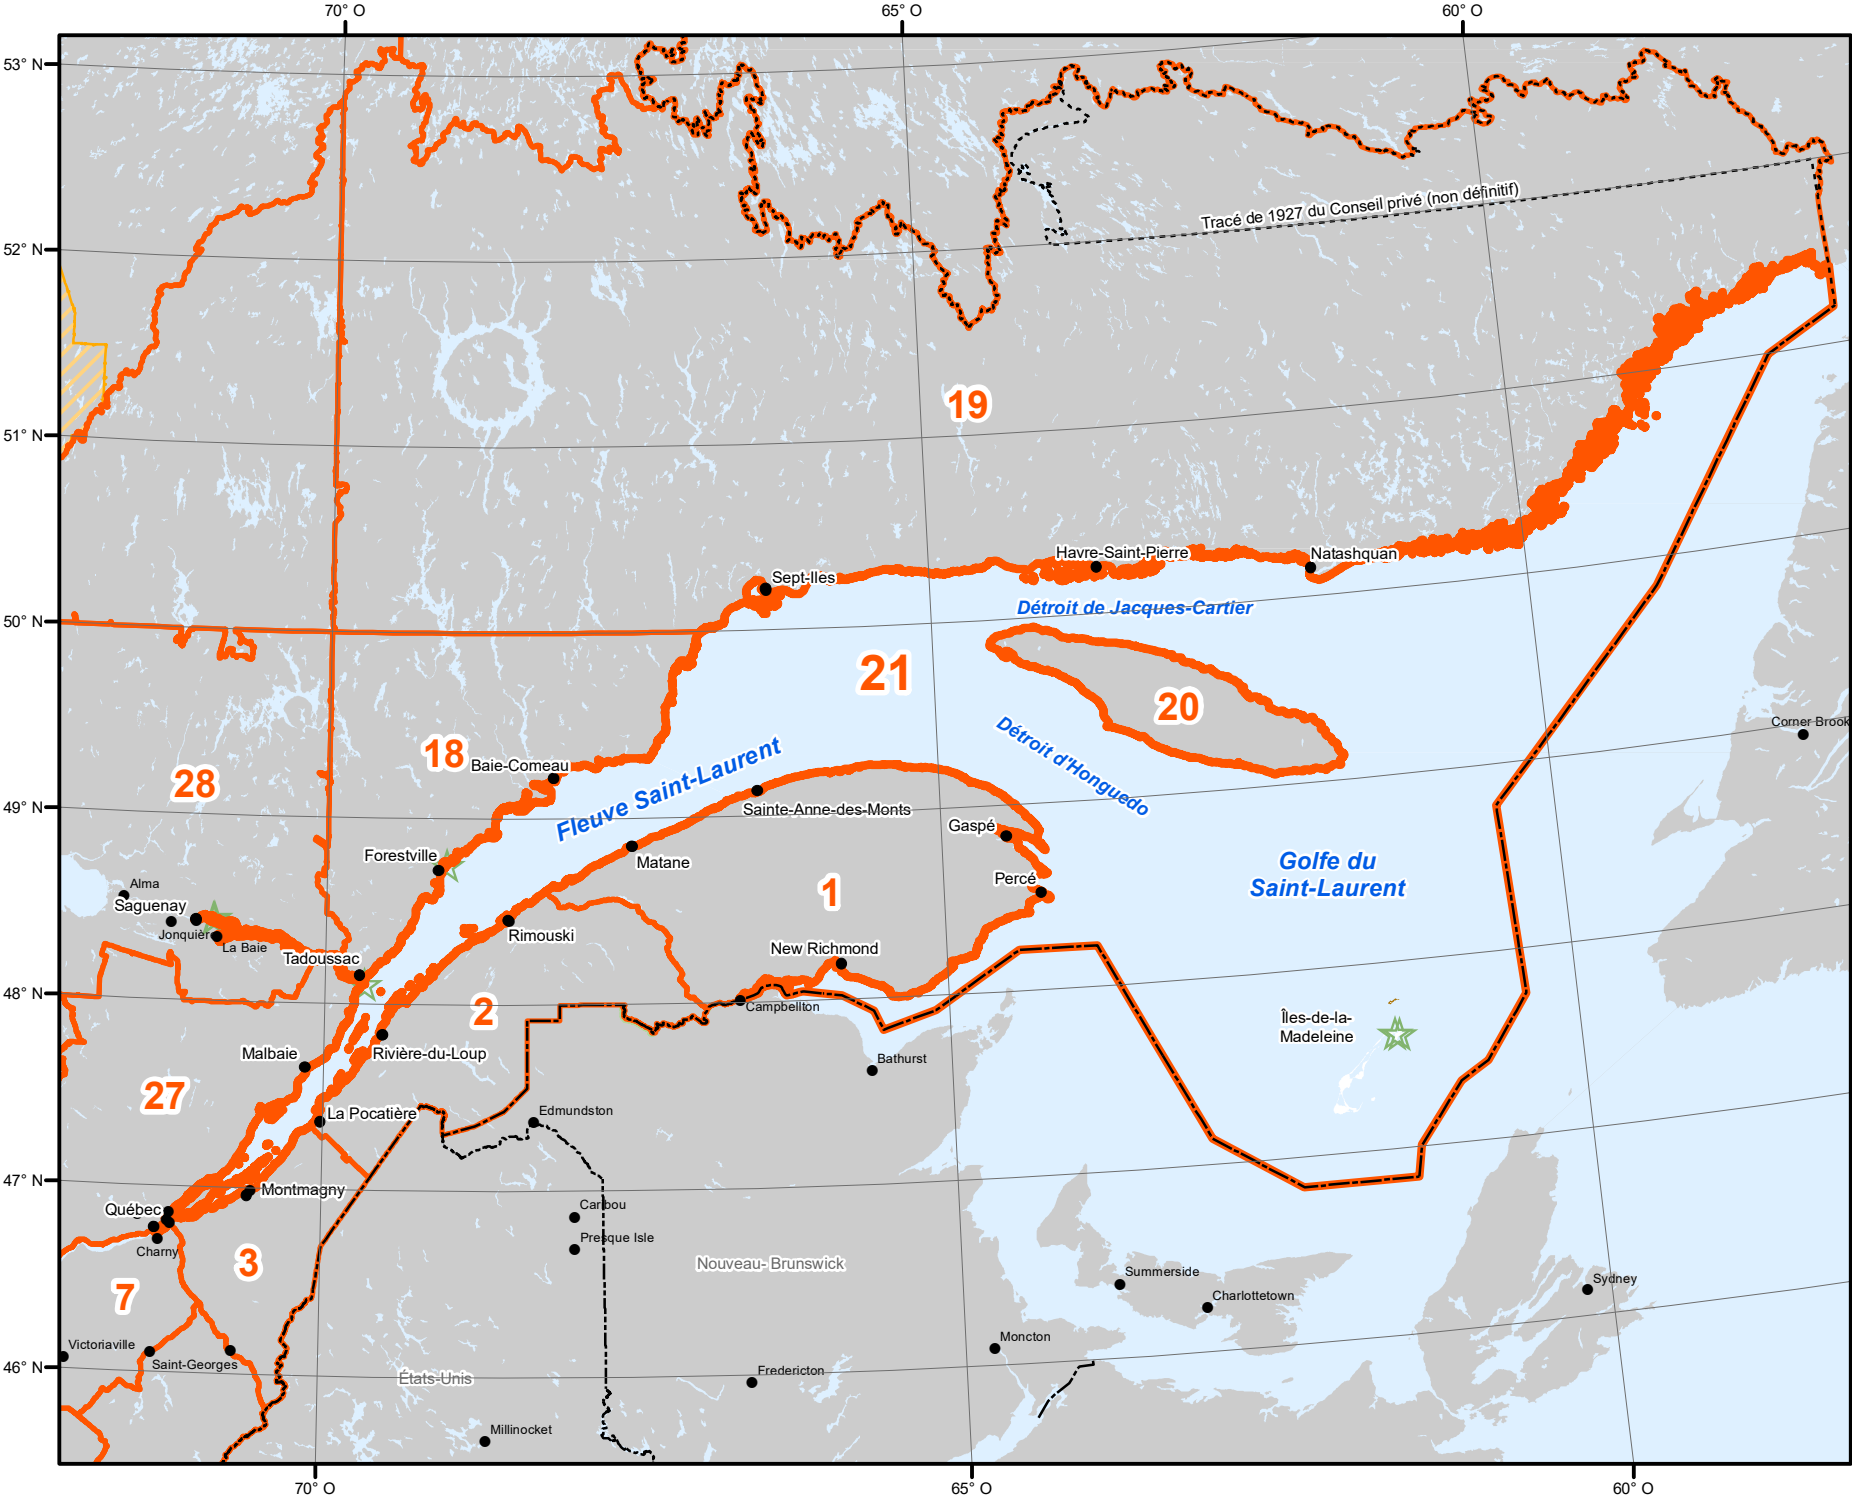 70° O
65° O
60° O
53° N
52° N
51° N
50° N
49° N
48° N
47° N
46° N
Tracé de 1927 du Conseil privé (non définitif)
19
Havre-Saint-Pierre
Natashquan
Sept-Iles
Détroit de Jacques-Cartier
21
20
Corner Brook
Détroit d'Honguedo
18
Baie-Comeau
28
Fleuve Saint-Laurent
Sainte-Anne-des-Monts
Gaspé
Forestville
Matane
Golfe du
Saint-Laurent
Percé
Alma
Saguenay
1
Jonquièr
La Baie
Rimouski
New Richmond
Tadoussac
2
Campbellton
Îles-de-la-
Madeleine
Malbaie
Rivière-du-Loup
Bathurst
27
La Pocatière
Edmundston
Montmagny
Québec
Caribou
Charny
Presque Isle
3
Nouveau- Brunswick
Summerside
Sydney
7
Charlottetown
Victoriaville
Saint-Georges
Moncton
États-Unis
Fredericton
Millinocket
70° O
65° O
60° O